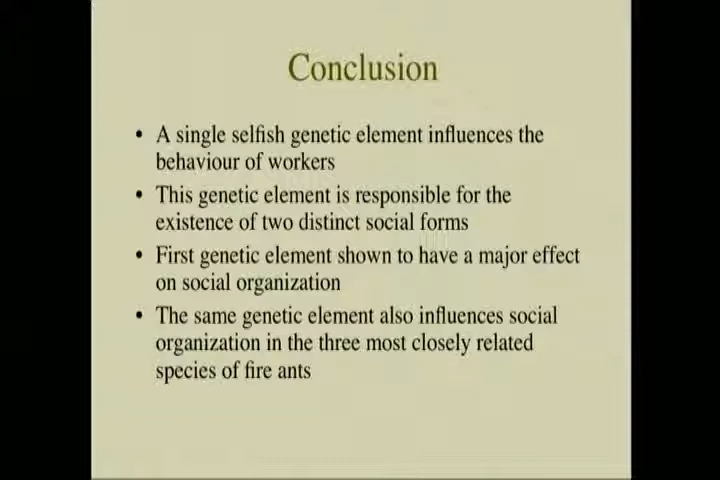 Conclusion
• A single selfish genetic element influences the
behaviour of workers
• This genetic element is responsible for the
existence of two distinct social forms
• First genetic element shown to have a major effect
on social organization
• The same genetic element also influences social
organization in the three most closely related
species of fire ants